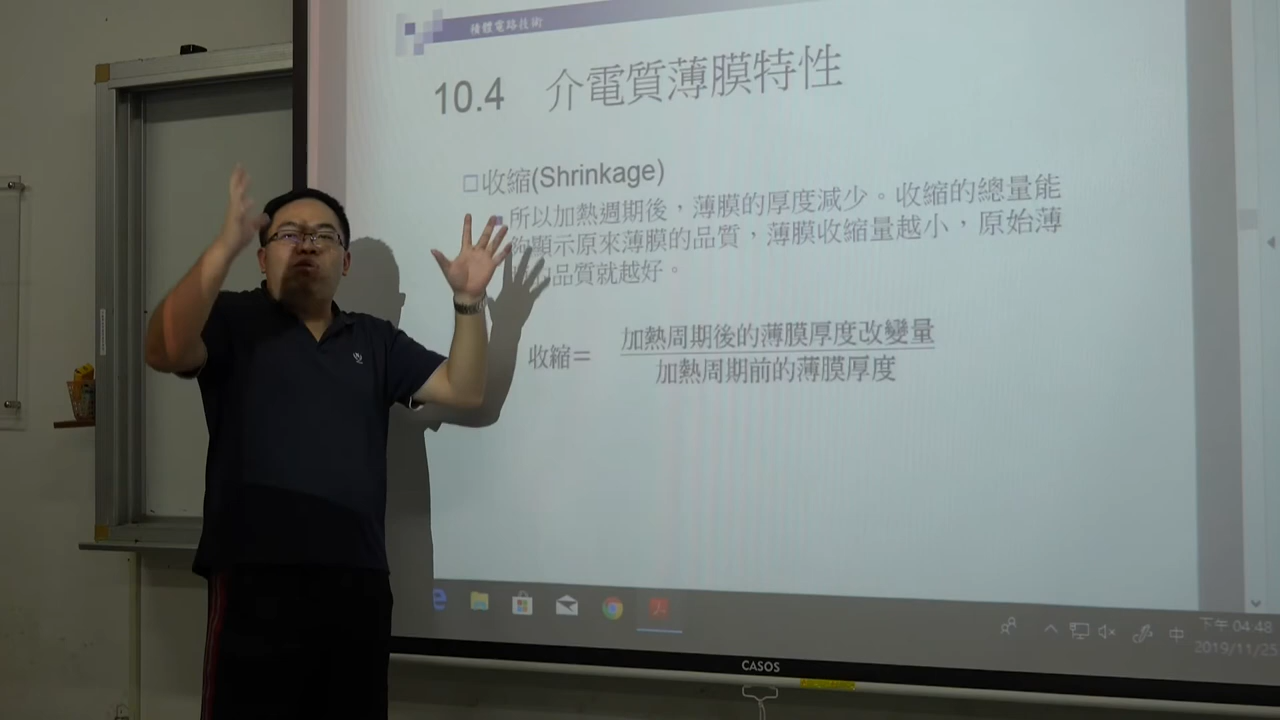 積體電路技術
10.4 介電質薄膜特性
收縮(Shrinkage)
所以加熱週期後，薄膜的厚度減少。收縮的總量能
夠顯示原來薄膜的品質，薄膜收縮量越小，原始薄
品質就越好。
加熱周期後的薄膜厚度改變量
收縮=
加熱周期前的薄膜厚度
中
下午 04:48
2019/11/25
CASOS